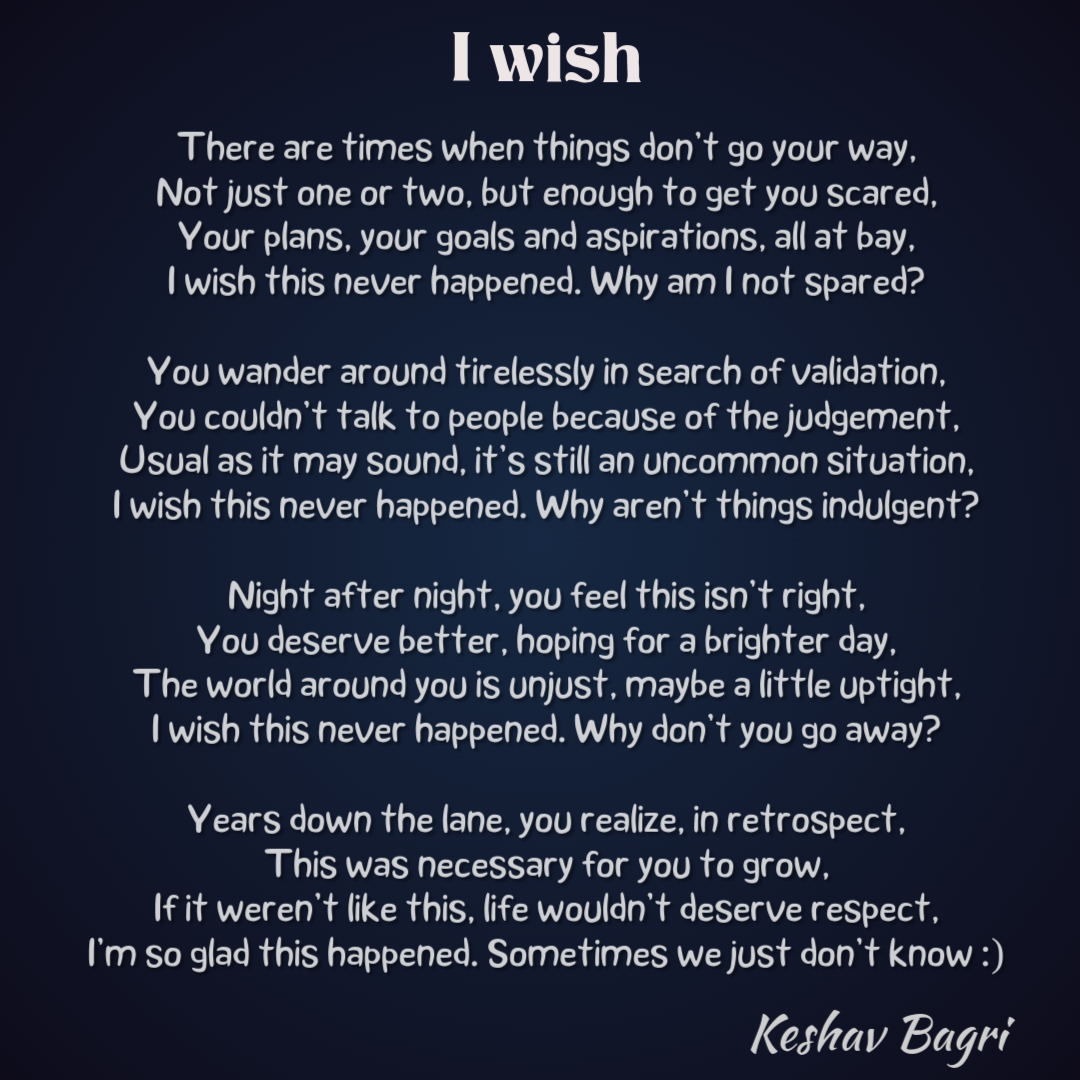 I wish
There are times when things don't go your way,
Not just one or two, but enough to get you scared,
Your plans, your goals and aspirations, all at bay,
I wish this never happened. Why am I not spared?
You wander around tirelessly in search of validation,
You couldn't talk to people because of the judgement,
Usual as it may sound, it's still an uncommon situation,
I wish this never happened. Why aren't things indulgent?
Night after night, you feel this isn't right,
You deserve better, hoping for a brighter day,
The world around you is unjust, maybe a little uptight,
I wish this never happened. Why don't you go away?
Years down the lane, you realize, in retrospect,
This was necessary for you to grow,
If it weren't like this, life wouldn't deserve respect,
I'm so glad this happened. Sometimes we just don't know :)
Keshav Bagri